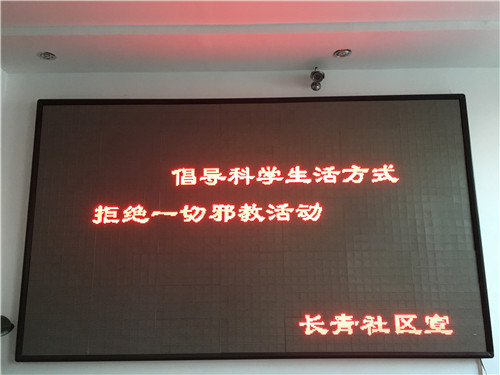 倡导科学生活方式
拒绝一切邪教活动
长青社区宣